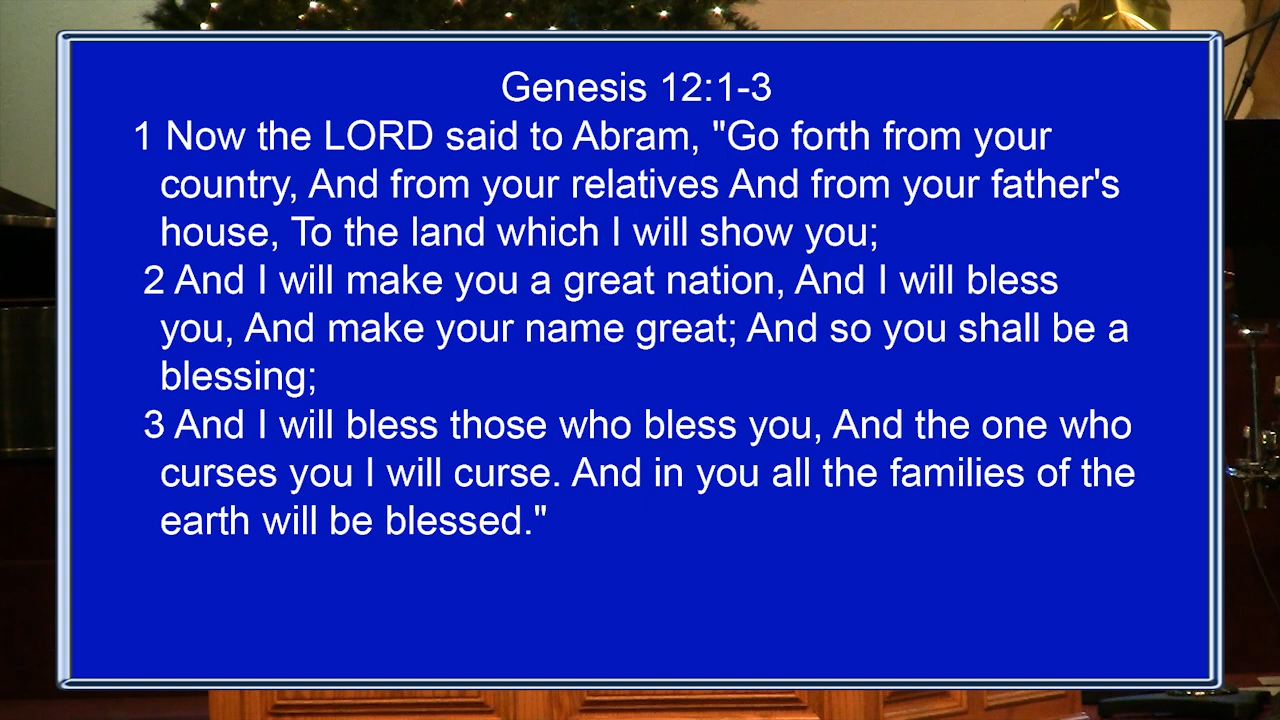 Genesis 12:1-3
1 Now the LORD said to Abram, "Go forth from your
country, And from your relatives And from your father's
house, To the land which I will show you;
2 And I will make you a great nation, And I will bless
you, And make your name great; And so you shall be a
blessing;
3 And I will bless those who bless you, And the one who
curses you I will curse. And in you all the families of the
earth will be blessed."